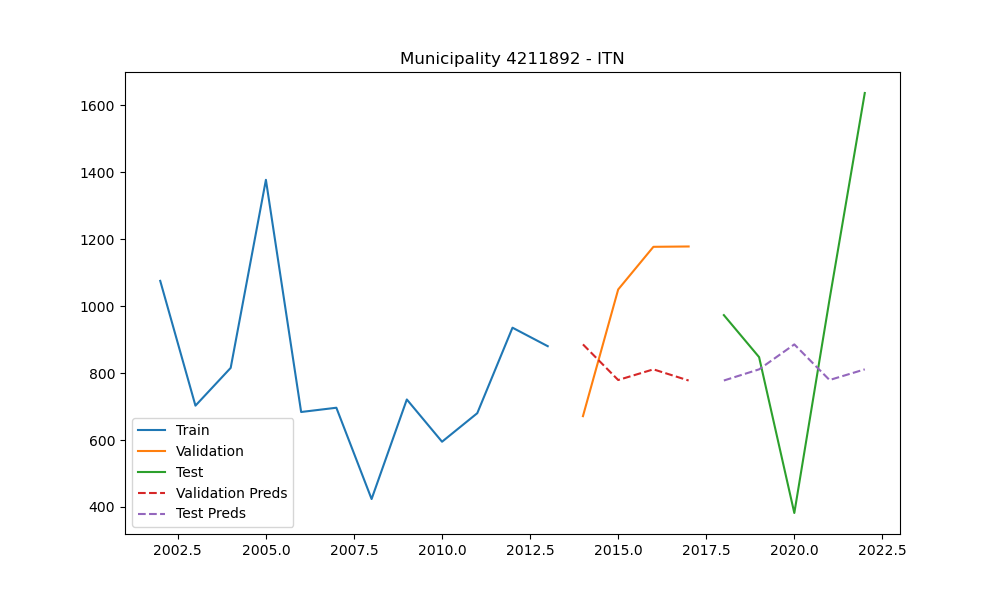 Municipality 4211892 - ITN
1600
1400
1200
1000
800
600
400
Train
Validation
Test
Validation Preds
Test Preds
2002.5 2005.0 2007.5 2010.0 2012.5 2015.0 2017.5 2020.0 2022.5